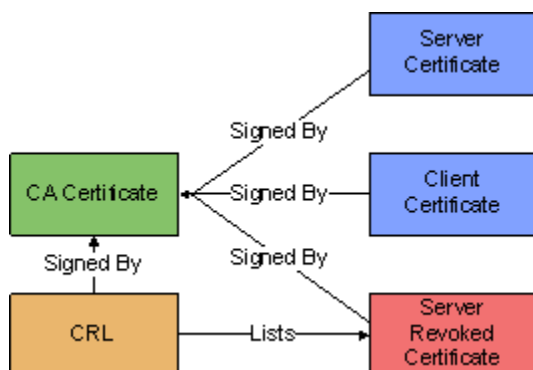 Server
Certificate
Signed By
CA Certificate
Signed By
Client
Certificate
Signed By
Signed By
CRL
Lists
Server
Revoked
Certificate